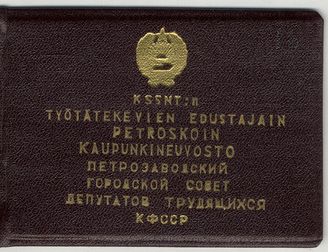 KSSNT:n
TYÖTÄTEKEVIEN EDUSTAJAIN
PETROSKOIN
KAUPUNKINEUVOSTO
ПЕТРОЗАВОДСКИЙ
ГОРОДСКОЙ СОВЕТ
ДЕПУТАТОВ ТРУДЯЩИХСЯ
КФССР